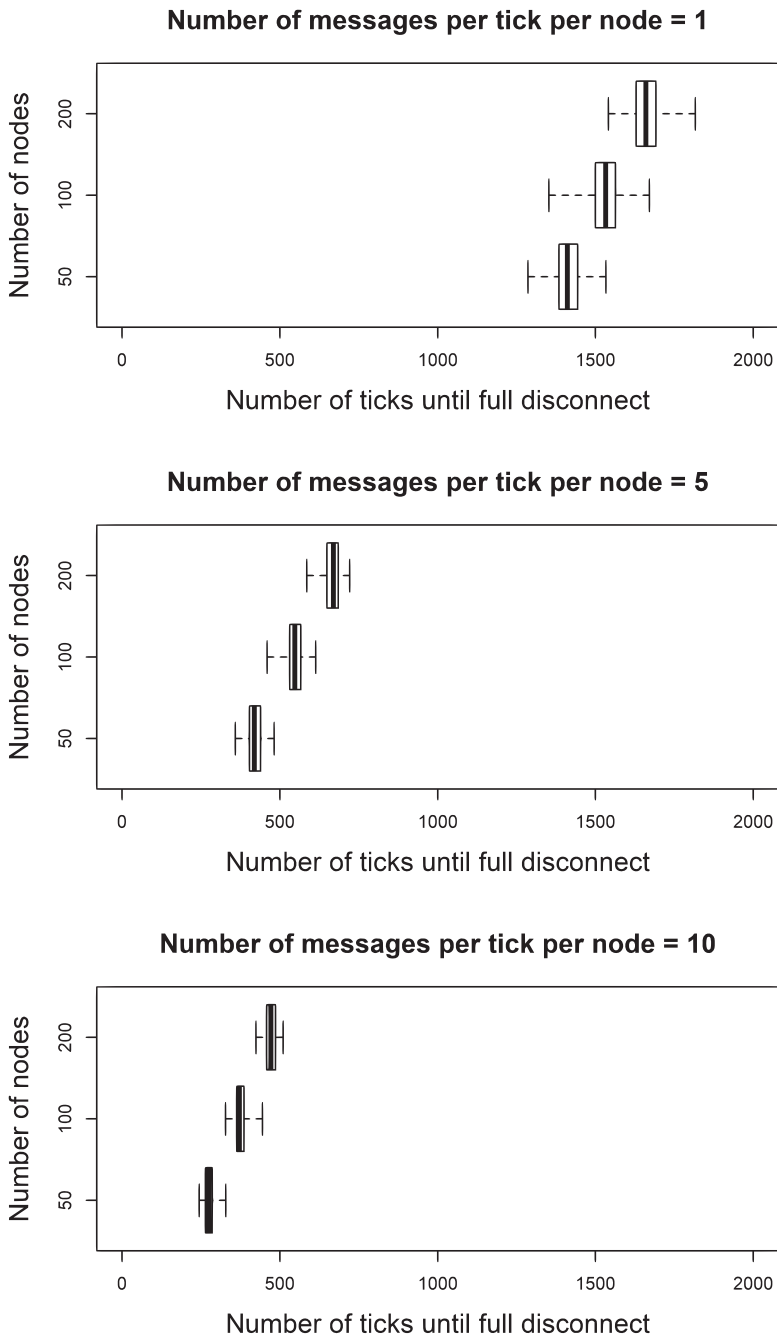 Number of messages per tick per node = 1
Number of nodes
200
100
50
0 500 1000 1500 2000
Number of ticks until full disconnect
Number of messages per tick per node = 5
Number of nodes
200
100
50
0 500 1000 1500 2000
Number of ticks until full disconnect
Number of messages per tick per node = 10
Number of nodes
200
100
50
0 500 1000 1500 2000
Number of ticks until full disconnect